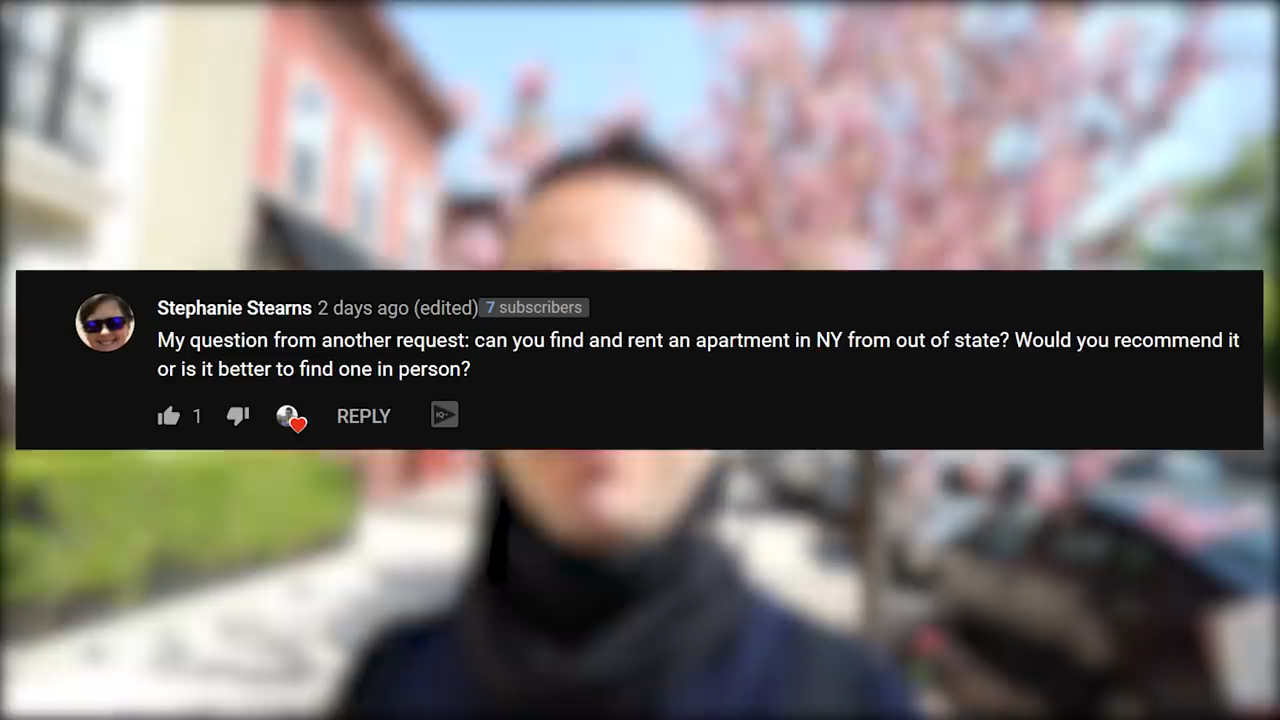 Stephanie Stearns 2 days ago (edited) 7 subscribers
My question from another request: can you find and rent an apartment in NY from out of state? Would you recommend it
or is it better to find one in person?
1 REPLY IQ+